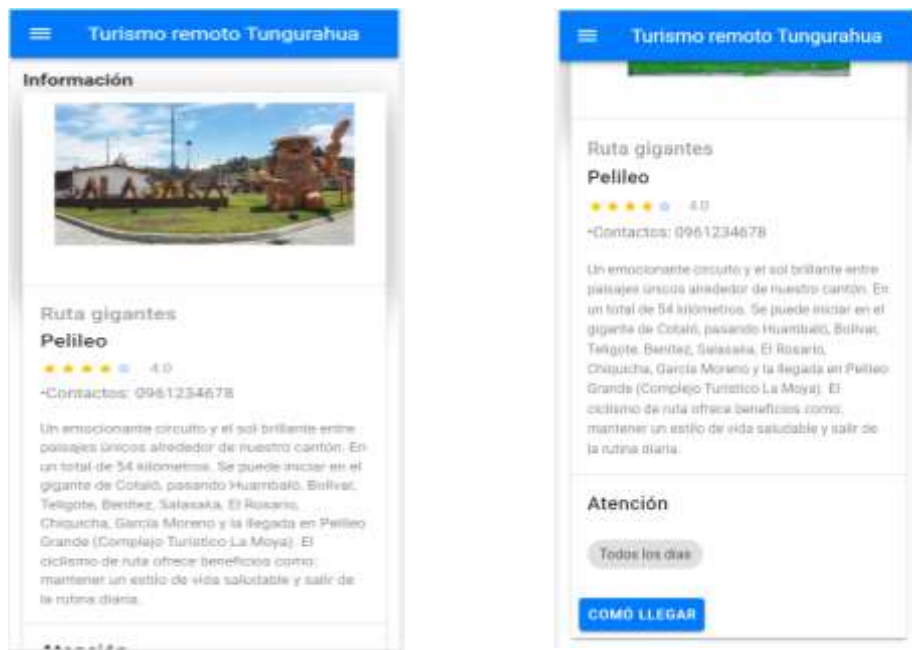 Turismo remoto Tungurahua
Información
ALA SAKA
Ruta gigantes
Pelileo
4.0
•Contactos: 0961234678
Un emocionante circuito y el sol brillante entre
paisajes únicos alrededor de nuestro cantón. En
un total de 54 kilómetros. Se puede iniciar en el
gigante de Cotaló, pasando Huambaló, Bolívar,
Teligote, Benítez, Salasaka, El Rosario,
Chiquicha, García Moreno y la llegada en Pelileo
Grande (Complejo Turístico La Moya). El
ciclismo de ruta ofrece beneficios como:
mantener un estilo de vida saludable y salir de
la rutina diaria.
Atención
Turismo remoto Tungurahua
Ruta gigantes
Pelileo
4.0
•Contactos: 0961234678
Un emocionante circuito y el sol brillante entre
paisajes únicos alrededor de nuestro cantón. En
un total de 54 kilómetros. Se puede iniciar en el
gigante de Cotaló, pasando Huambaló, Bolívar,
Teligote, Benítez, Salasaka, El Rosario,
Chiquicha, García Moreno y la llegada en Pelileo
Grande (Complejo Turístico La Moya). El
ciclismo de ruta ofrece beneficios como:
mantener un estilo de vida saludable y salir de
la rutina diaria.
Atención
Todos los dias
COMÓ LLEGAR